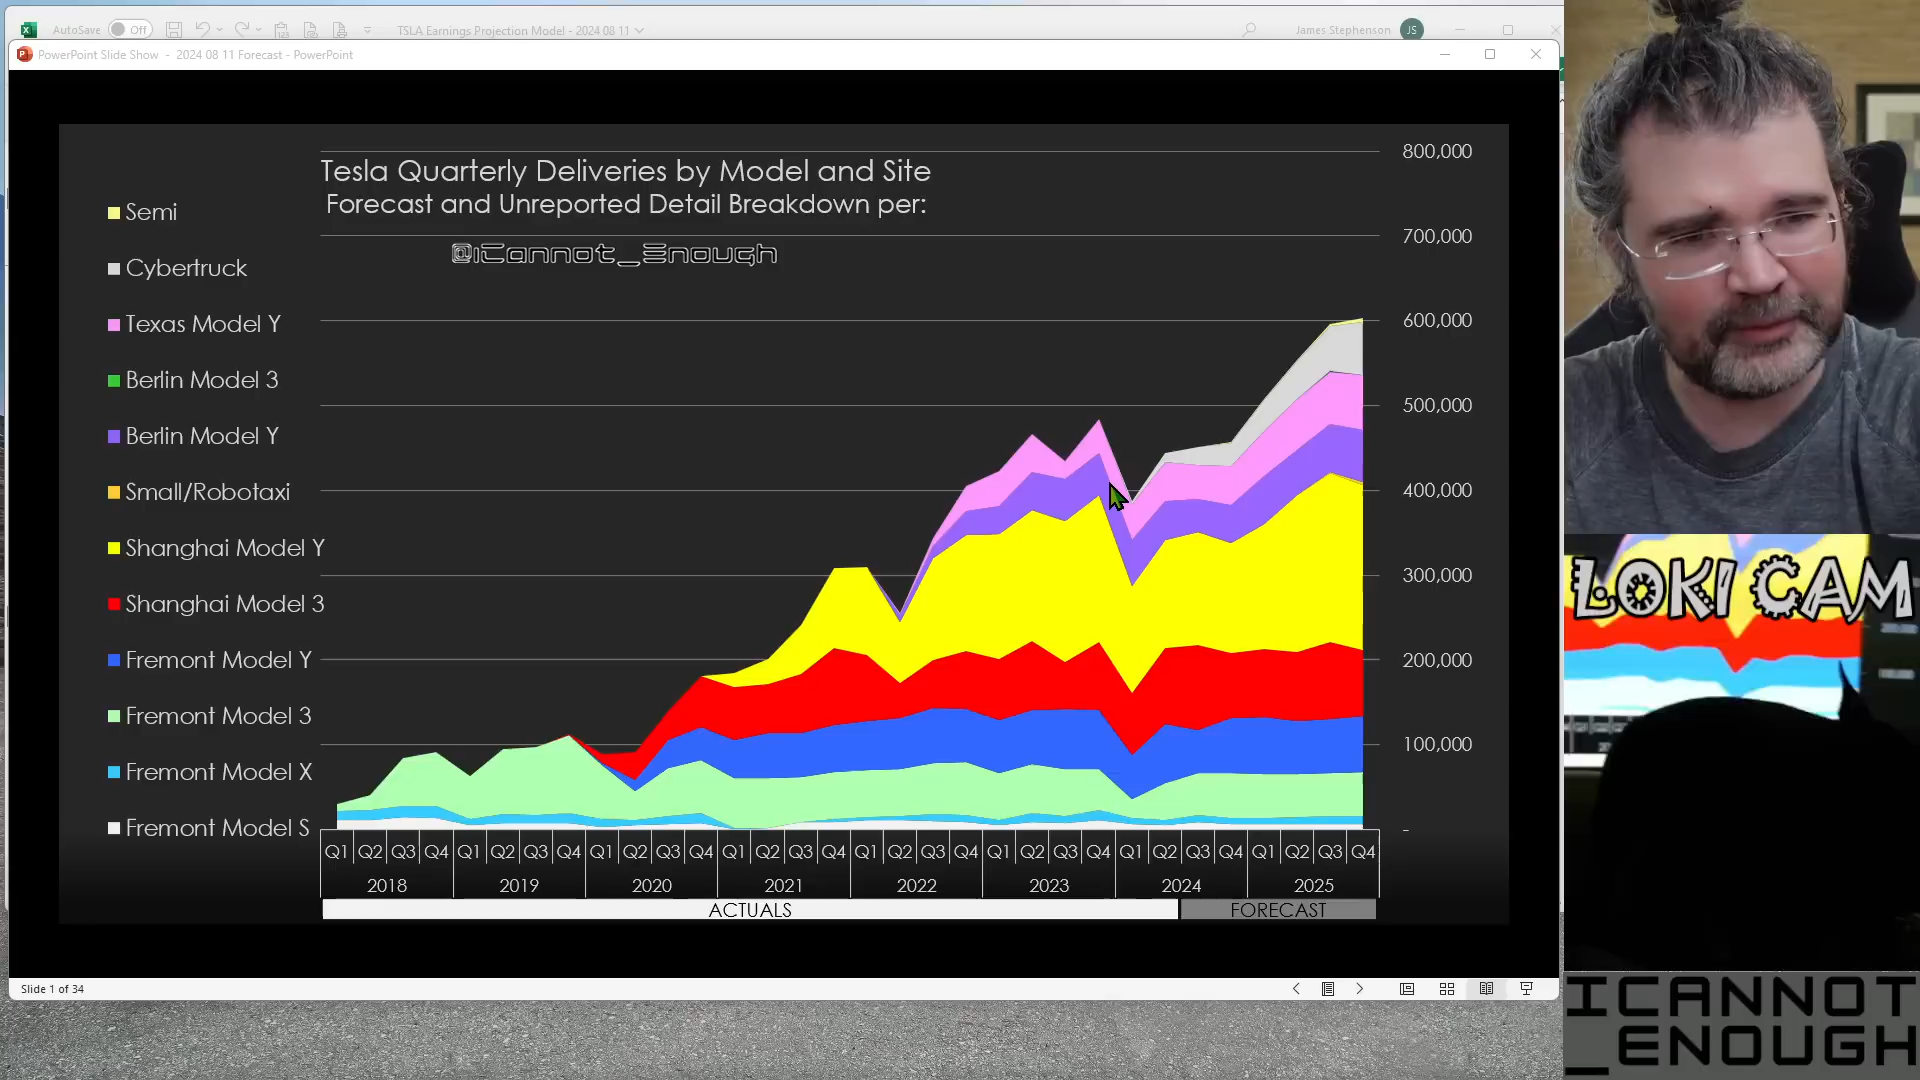 AutoSave Off TSLA Earnings Projection Model - 2024 08 11 James Stephenson JS
PowerPoint Slide Show - 2024 08 11 Forecast - PowerPoint
Tesla Quarterly Deliveries by Model and Site
Forecast and Unreported Detail Breakdown per:
@iCannot_Enough
Semi
Cybertruck
Texas Model Y
Berlin Model 3
Berlin Model Y
Small/Robotaxi
Shanghai Model Y
Shanghai Model 3
Fremont Model Y
Fremont Model 3
Fremont Model X
Fremont Model S
800,000
700,000
600,000
500,000
400,000
300,000
200,000
100,000
-
Q1 Q2 Q3 Q4 Q1 Q2 Q3 Q4 Q1 Q2 Q3 Q4 Q1 Q2 Q3 Q4 Q1 Q2 Q3 Q4 Q1 Q2 Q3 Q4 Q1 Q2 Q3 Q4 Q1 Q2 Q3 Q4
2018 2019 2020 2021 2022 2023 2024 2025
ACTUALS FORECAST
Slide 1 of 34
LOKI CAM
ICANNOT
_ENOUGH